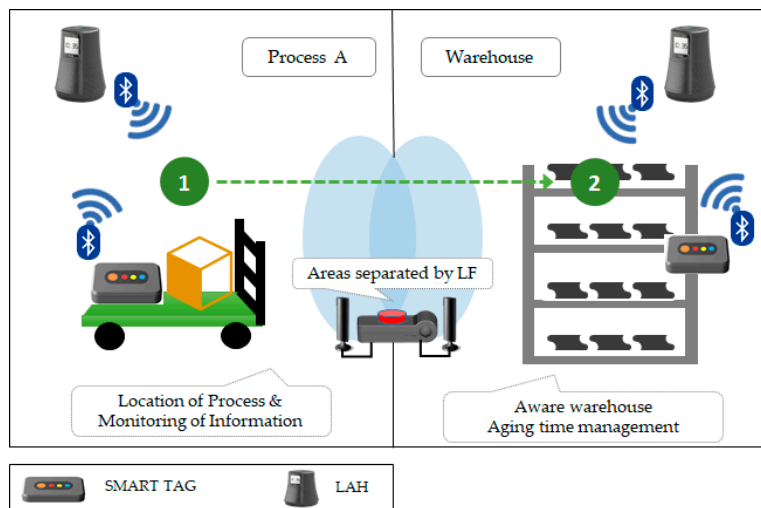 Process A
Warehouse
1
2
Areas separated by LF
Location of Process &
Monitoring of Information
Aware warehouse
Aging time management
SMART TAG
LAH